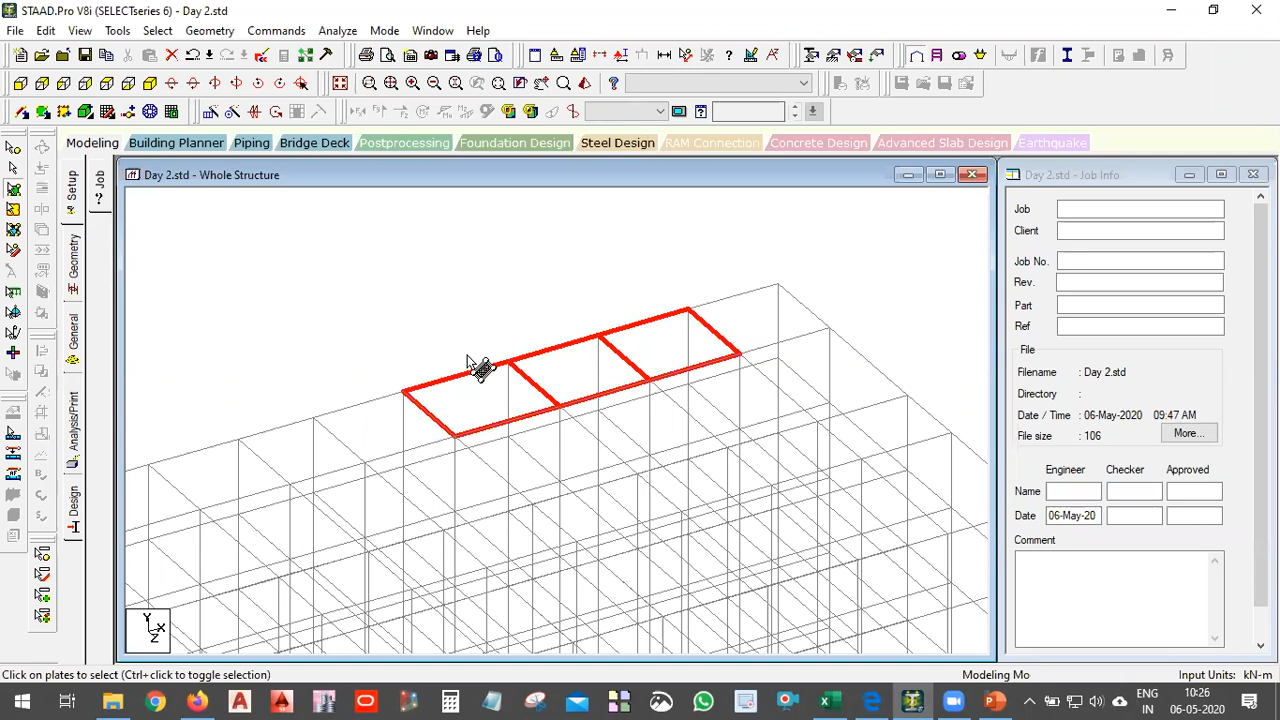 STAAD.Pro V8i (SELECTseries 6) - Day 2.std
File Edit View Tools Select Geometry Commands Analyze Mode Window Help
Modeling Building Planner Piping Bridge Deck Postprocessing Foundation Design Steel Design RAM Connection Concrete Design Advanced Slab Design Earthquake
Setup
Geometry
General
Analysis/Print
Design
Job
Day 2.std - Whole Structure
Y
X
Z
Day 2.std - Job Info
Job
Client
Job No.
Rev.
Part
Ref
File
Filename : Day 2.std
Directory :
Date / Time : 06-May-2020 09:47 AM
File size : 106 More...
Engineer Checker Approved
Name
Date 06-May-20
Comment
Click on plates to select (Ctrl+click to toggle selection) Modeling Mo Input Units: kN-m
ENG 10:26
IN 06-05-2020